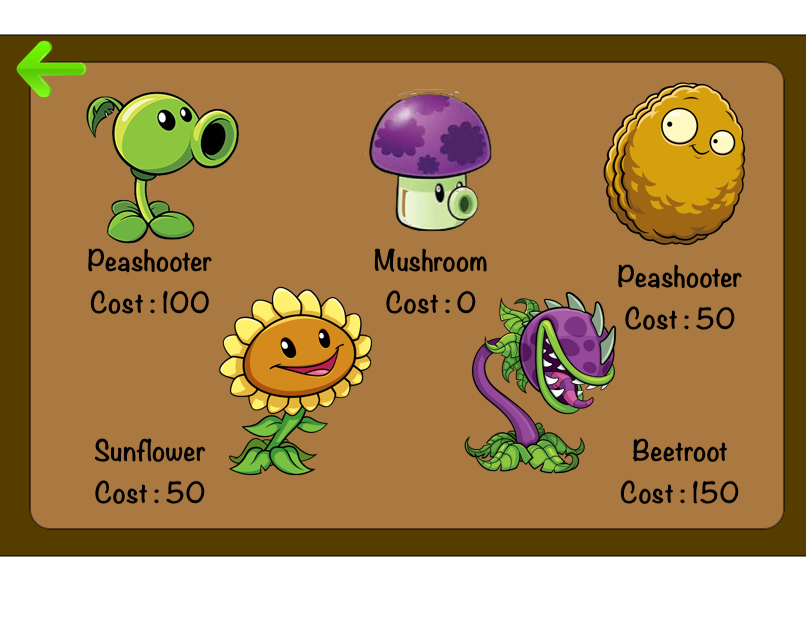 Peashooter
Cost : 100
Mushroom
Cost : 0
Peashooter
Cost : 50
Sunflower
Cost : 50
Beetroot
Cost : 150